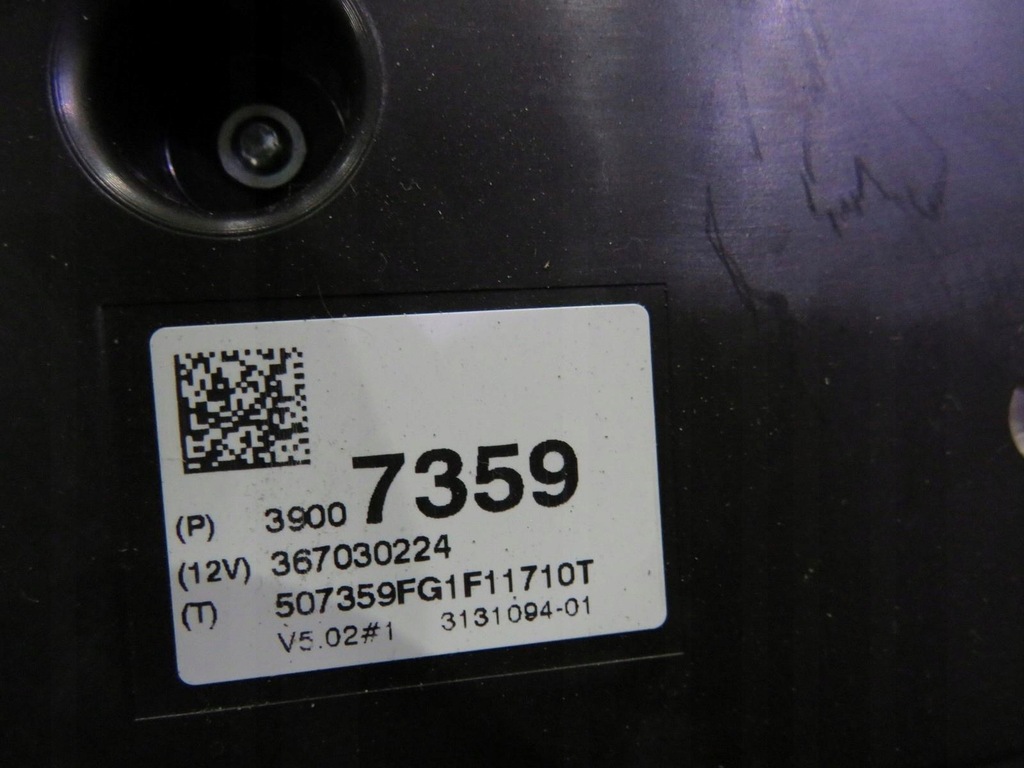 (P) 3900 7359
(12V) 367030224
(T) 507359FG1F11710T
V5.02#1 3131094-01